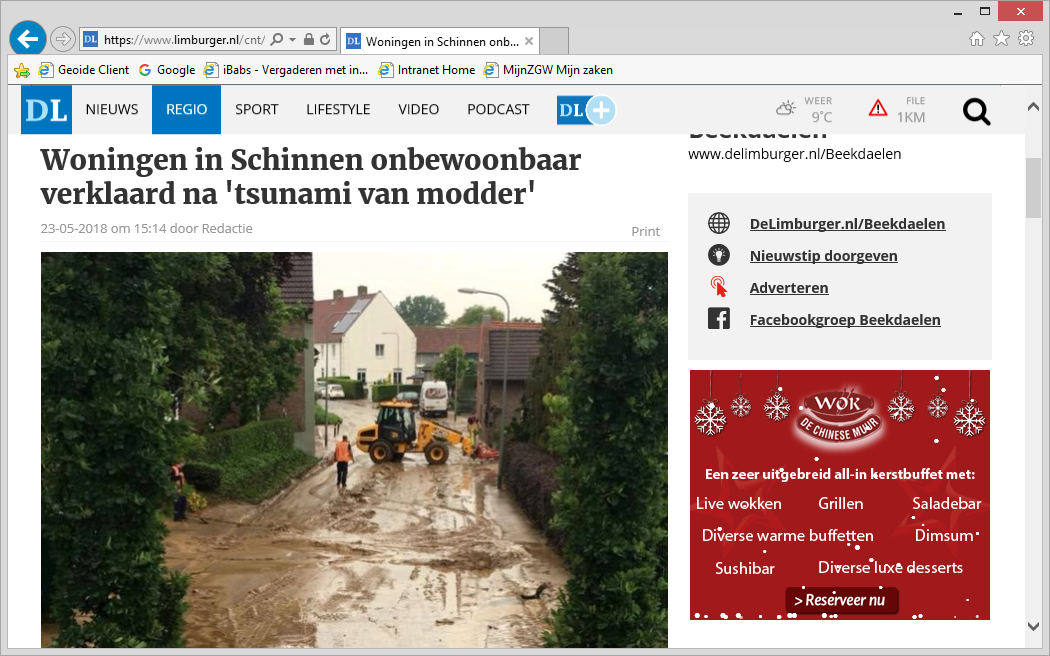 DL https://www.limburger.nl/cnt/
DL Woningen in Schinnen onb...
Geoide Client
Google
iBabs - Vergaderen met in...
Intranet Home
MijnZGW Mijn zaken
DL NIEUWS REGIO SPORT LIFESTYLE VIDEO PODCAST DL+
WEER
9°C
FILE
1KM
Woningen in Schinnen onbewoonbaar
verklaard na 'tsunami van modder'
23-05-2018 om 15:14 door Redactie
Print
Beekdaelen
www.delimburger.nl/Beekdaelen
DeLimburger.nl/Beekdaelen
Nieuwstip doorgeven
Adverteren
Facebookgroep Beekdaelen
WOK
DE CHINESE MUUR
Een zeer uitgebreid all-in kerstbuffet met:
Live wokken Grillen Saladebar
Diverse warme buffetten Dimsum
Sushibar Diverse luxe desserts
> Reserveer nu